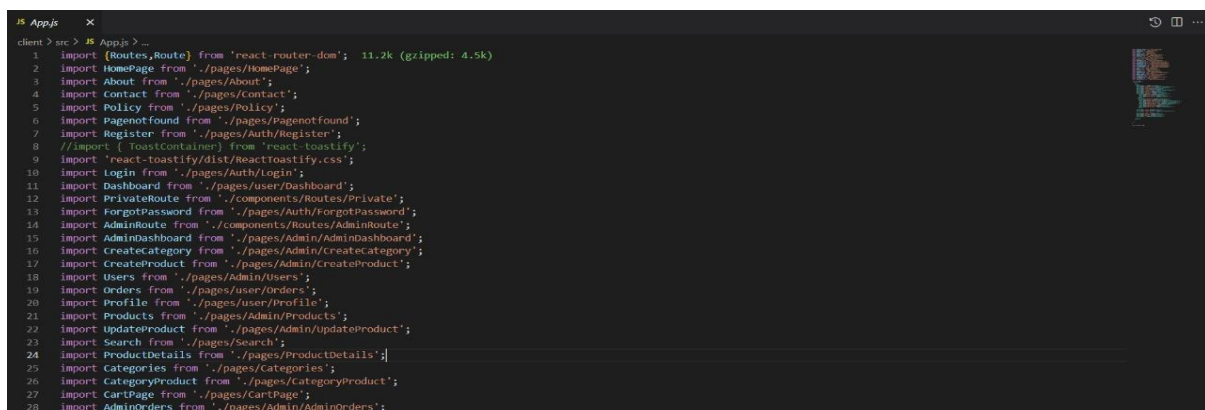 JS App.js ×
client > src > JS App.js > ...
1 import {Routes,Route} from 'react-router-dom'; 11.2k (gzipped: 4.5k)
2 import HomePage from './pages/HomePage';
3 import About from './pages/About';
4 import Contact from './pages/Contact';
5 import Policy from './pages/Policy';
6 import Pagenotfound from './pages/Pagenotfound';
7 import Register from './pages/Auth/Register';
8 //import { ToastContainer} from 'react-toastify';
9 import 'react-toastify/dist/ReactToastify.css';
10 import Login from './pages/Auth/Login';
11 import Dashboard from './pages/user/Dashboard';
12 import PrivateRoute from './components/Routes/Private';
13 import ForgotPassword from './pages/Auth/ForgotPassword';
14 import AdminRoute from './components/Routes/AdminRoute';
15 import AdminDashboard from './pages/Admin/AdminDashboard';
16 import CreateCategory from './pages/Admin/CreateCategory';
17 import CreateProduct from './pages/Admin/CreateProduct';
18 import Users from './pages/Admin/Users';
19 import Orders from './pages/user/Orders';
20 import Profile from './pages/user/Profile';
21 import Products from './pages/Admin/Products';
22 import UpdateProduct from './pages/Admin/UpdateProduct';
23 import Search from './pages/Search';
24 import ProductDetails from './pages/ProductDetails';
25 import Categories from './pages/Categories';
26 import CategoryProduct from './pages/CategoryProduct';
27 import CartPage from './pages/CartPage';
28 import AdminOrders from './pages/Admin/AdminOrders';